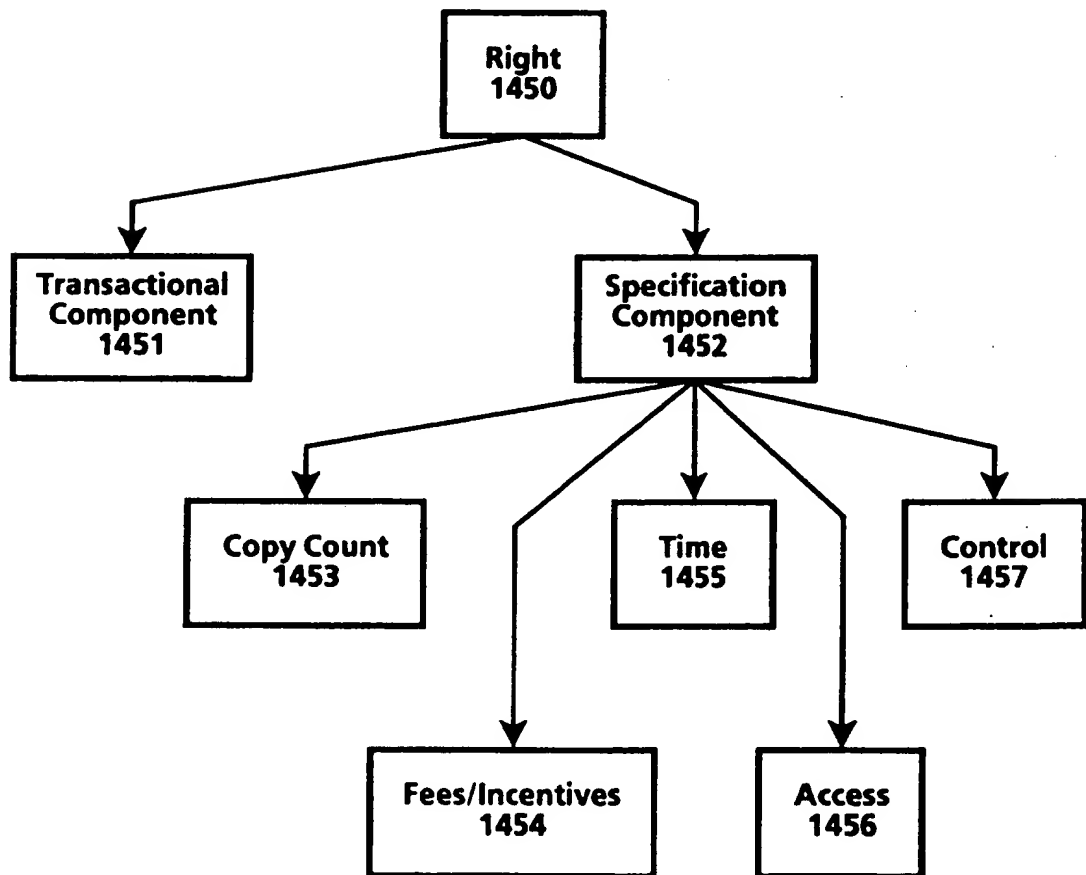 Right
1450
Transactional
Component
1451
Specification
Component
1452
Copy Count
1453
Time
1455
Control
1457
Fees/Incentives
1454
Access
1456